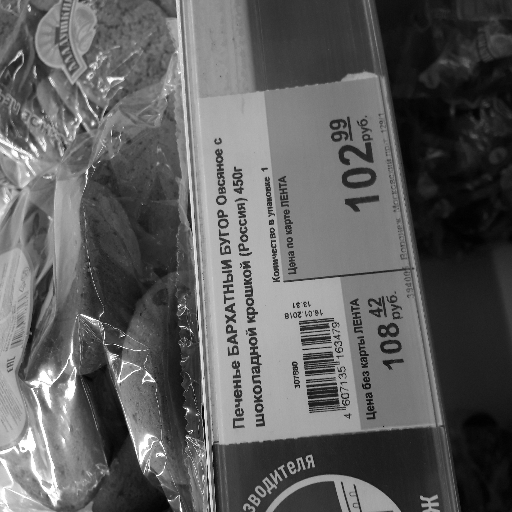 Печенье БАРХАТНЫЙ БУГОР Овсяное с
шоколадной крошкой (Россия) 450г
Количество в упаковке 1
Цена по карте ЛЕНТА
102 99
руб.
307680
18.01.2018
13:31
4 607135 163479
Цена без карты ЛЕНТА
108 42
руб.